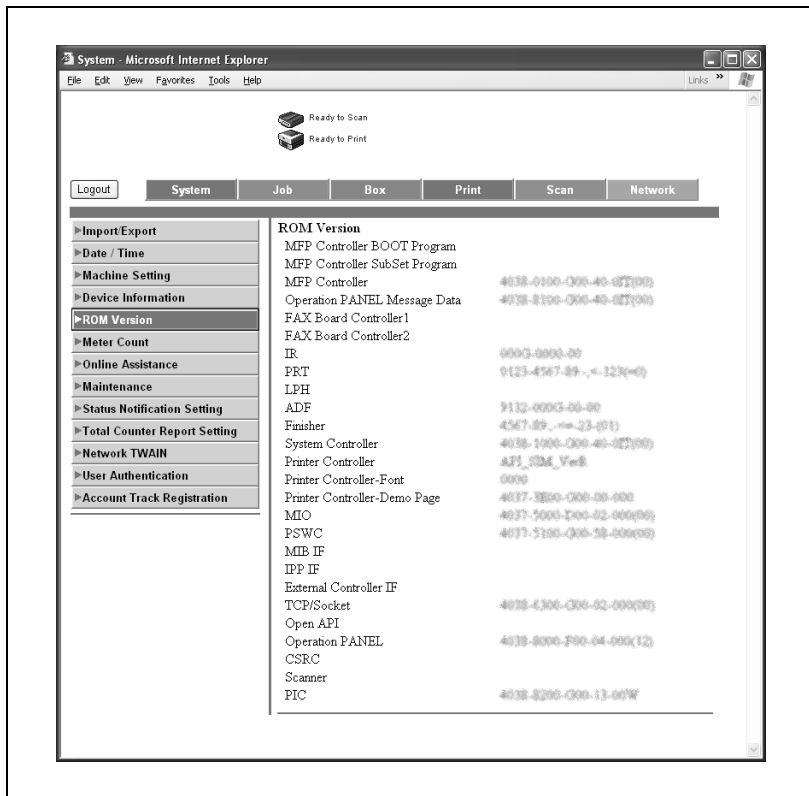 System - Microsoft Internet Explorer
File Edit View Favorites Tools Help Links »
Ready to Scan
Ready to Print
Logout System Job Box Print Scan Network
Import/Export
Date / Time
Machine Setting
Device Information
ROM Version
Meter Count
Online Assistance
Maintenance
Status Notification Setting
Total Counter Report Setting
Network TWAIN
User Authentication
Account Track Registration
ROM Version
MFP Controller BOOT Program
MFP Controller SubSet Program
MFP Controller
Operation PANEL Message Data
FAX Board Controller1
FAX Board Controller2
IR
PRT
LPH
ADF
Finisher
System Controller
Printer Controller
Printer Controller-Font 0000
Printer Controller-Demo Page
MIO
PSWC
MIB IF
IPP IF
External Controller IF
TCP/Socket
Open API
Operation PANEL
CSRC
Scanner
PIC